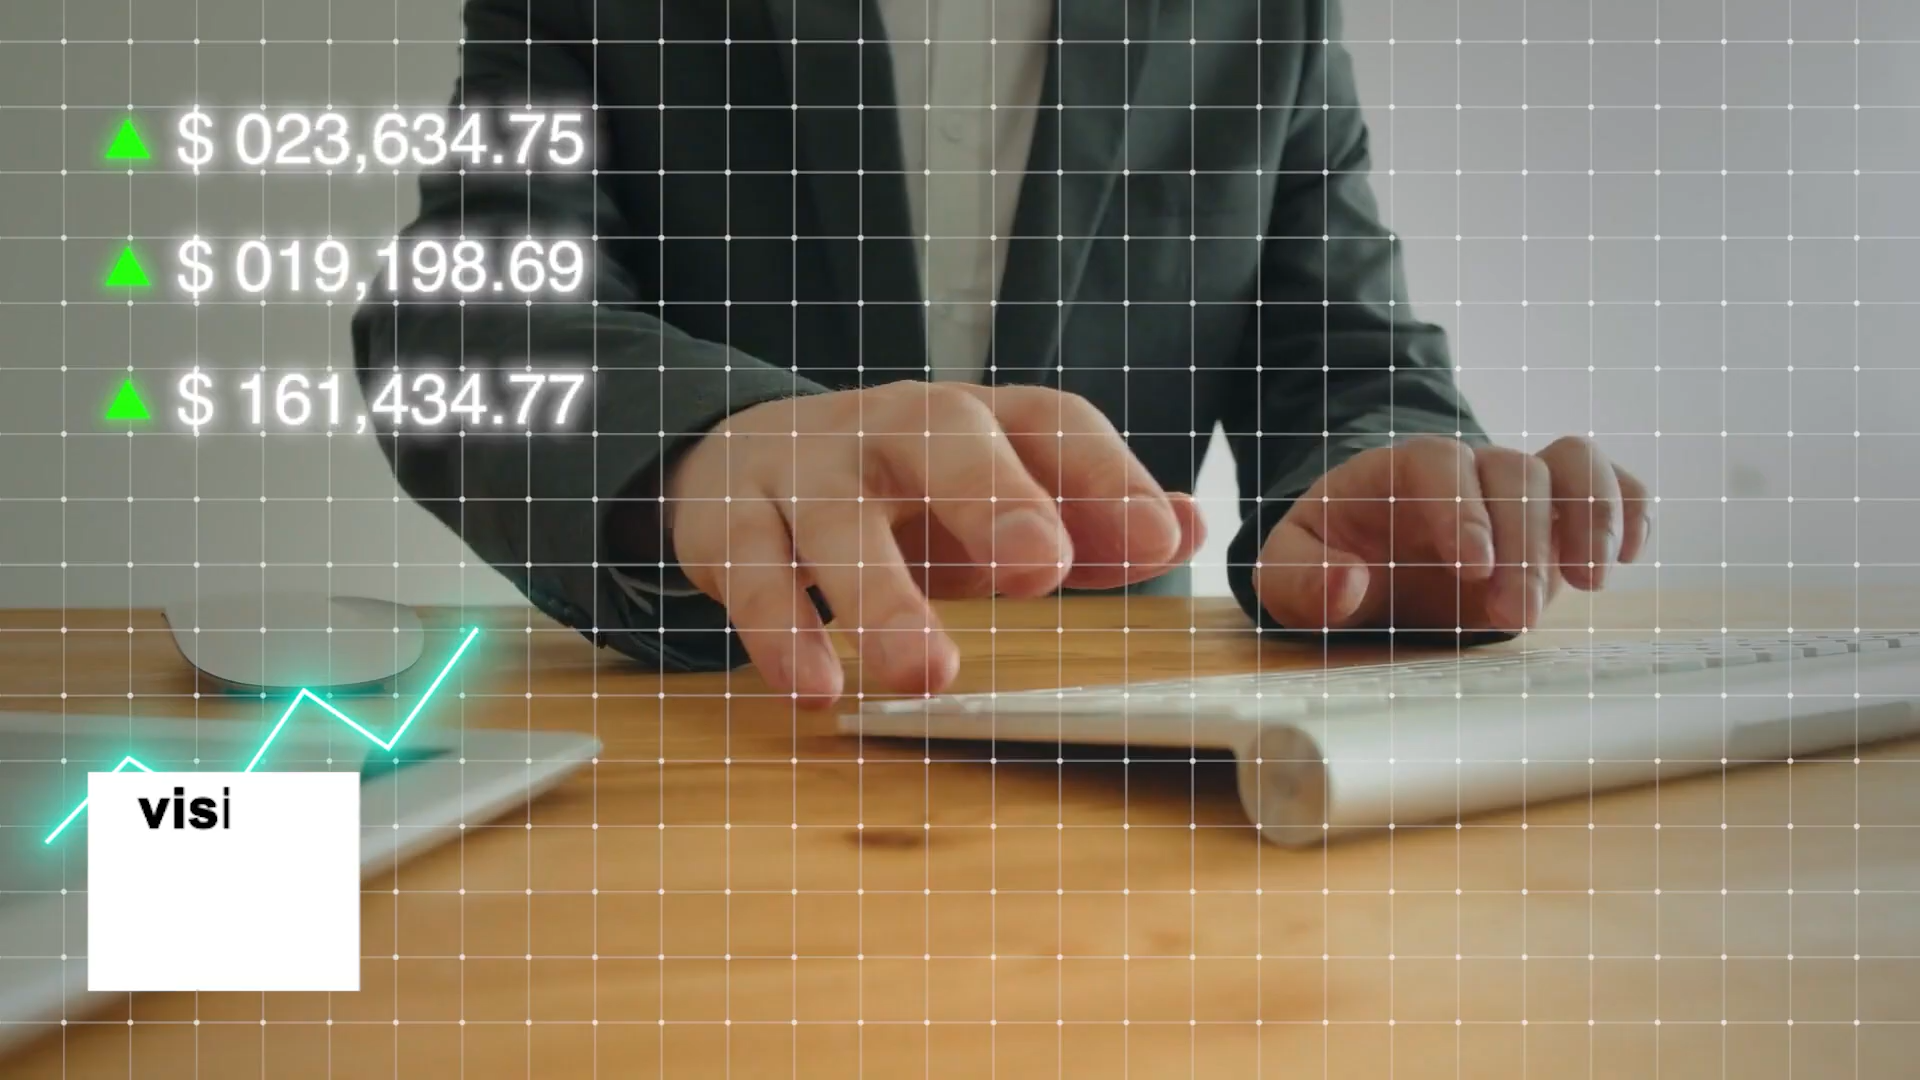 $ 023,634.75
$ 019,198.69
$ 161,434.77
visi